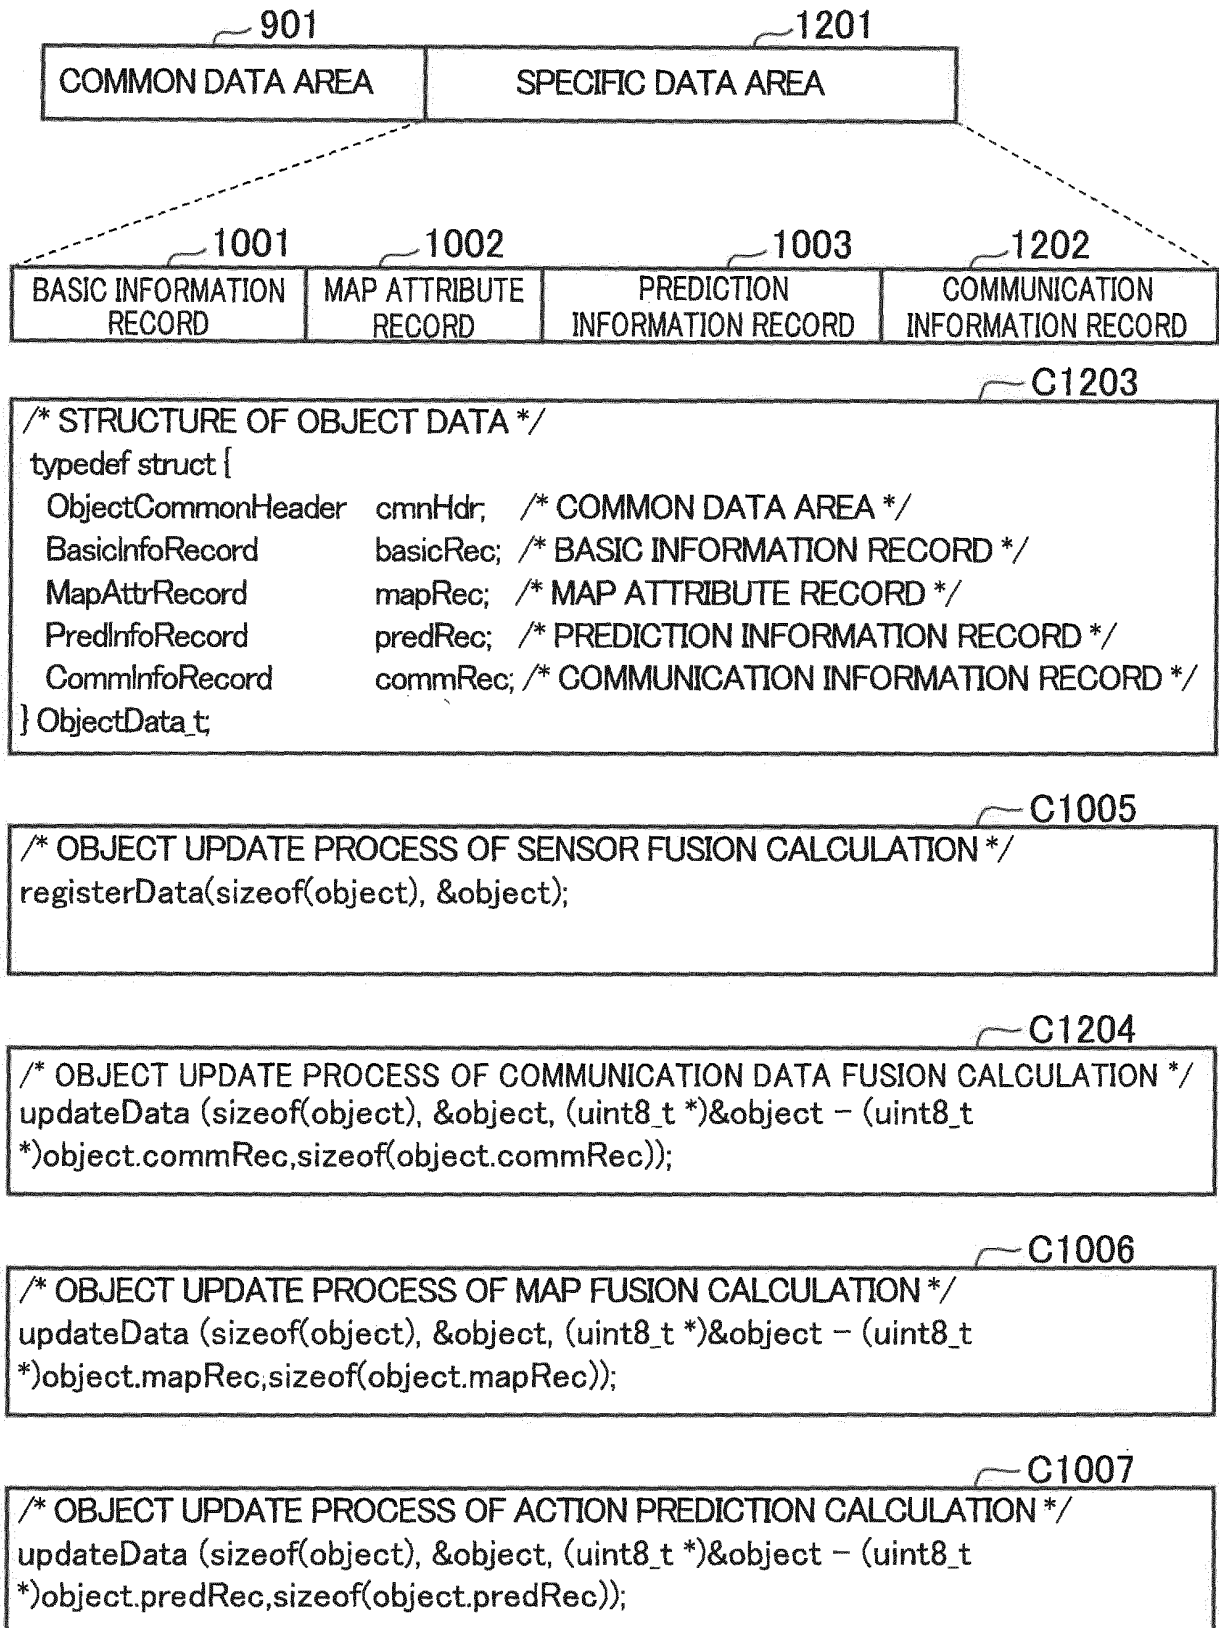 901
1201
COMMON DATA AREA
SPECIFIC DATA AREA
1001
1002
1003
1202
BASIC INFORMATION
RECORD
MAP ATTRIBUTE
RECORD
PREDICTION
INFORMATION RECORD
COMMUNICATION
INFORMATION RECORD
C1203
/* STRUCTURE OF OBJECT DATA */
typedef struct {
ObjectCommonHeader cmnHdr; /* COMMON DATA AREA */
BasicInfoRecord basicRec; /* BASIC INFORMATION RECORD */
MapAttrRecord mapRec; /* MAP ATTRIBUTE RECORD */
PredInfoRecord predRec; /* PREDICTION INFORMATION RECORD */
CommInfoRecord commRec; /* COMMUNICATION INFORMATION RECORD */
} ObjectData_t;
C1005
/* OBJECT UPDATE PROCESS OF SENSOR FUSION CALCULATION */
registerData(sizeof(object), &object);
C1204
/* OBJECT UPDATE PROCESS OF COMMUNICATION DATA FUSION CALCULATION */
updateData (sizeof(object), &object, (uint8_t *)&object – (uint8_t
*)object.commRec,sizeof(object.commRec));
C1006
/* OBJECT UPDATE PROCESS OF MAP FUSION CALCULATION */
updateData (sizeof(object), &object, (uint8_t *)&object – (uint8_t
*)object.mapRec,sizeof(object.mapRec));
C1007
/* OBJECT UPDATE PROCESS OF ACTION PREDICTION CALCULATION */
updateData (sizeof(object), &object, (uint8_t *)&object – (uint8_t
*)object.predRec,sizeof(object.predRec));